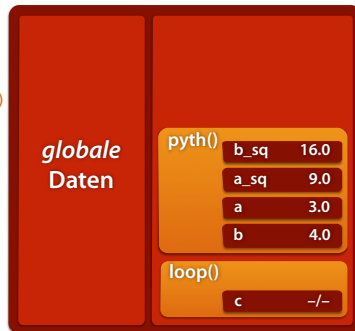 globale
Daten
pyth()
b_sq 16.0
a_sq 9.0
a 3.0
b 4.0
loop()
c –/–